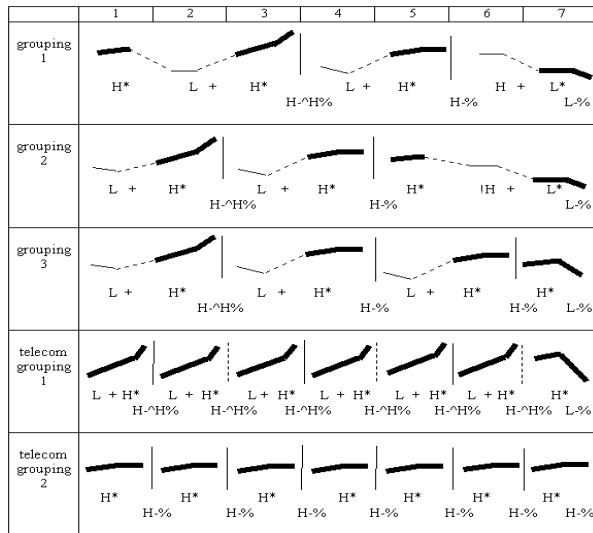 1 2 3 4 5 6 7
grouping
1
H* L + H* L + H* H + L*
H-^H% H-% L-%
grouping
2
L + H* L + H* H* !H + L*
H-^H% H-% L-%
grouping
3
L + H* L + H* L + H* H*
H-^H% H-% H-% L-%
telecom
grouping
1
L + H* L + H* L + H* L + H* L + H* L + H* H*
H-^H% H-^H% H-^H% H-^H% H-^H% H-^H% L-%
telecom
grouping
2
H* H* H* H* H* H* H*
H-% H-% H-% H-% H-% H-% H-%